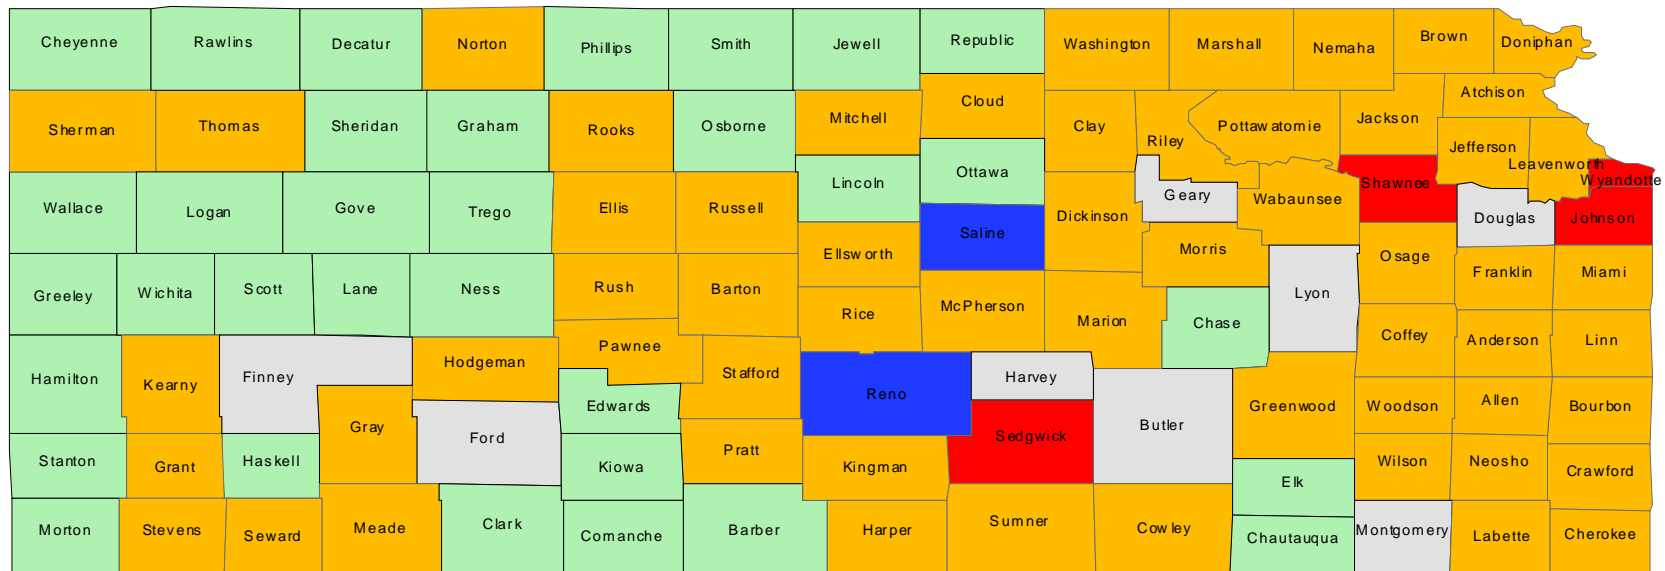 Cheyenne
Rawlins
Decatur
Norton
Phillips
Smith
Jewell
Republic
Washington
Marshall
Nemaha
Brown
Doniphan
Sherman
Thomas
Sheridan
Graham
Rooks
Osborne
Mitchell
Cloud
Clay
Riley
Pottawatomie
Jackson
Atchison
Jefferson
Leavenworth
Wyandotte
Wallace
Logan
Gove
Trego
Ellis
Russell
Lincoln
Ottawa
Saline
Dickinson
Geary
Wabaunsee
Shawnee
Douglas
Johnson
Greeley
Wichita
Scott
Lane
Ness
Rush
Barton
Ellsworth
Rice
McPherson
Marion
Morris
Chase
Lyon
Osage
Franklin
Miami
Coffey
Anderson
Linn
Hamilton
Kearny
Finney
Hodgeman
Pawnee
Stafford
Reno
Harvey
Sedgwick
Butler
Greenwood
Woodson
Allen
Bourbon
Gray
Ford
Edwards
Stanton
Grant
Haskell
Kiowa
Pratt
Kingman
Wilson
Neosho
Crawford
Elk
Morton
Stevens
Seward
Meade
Clark
Comanche
Barber
Harper
Sumner
Cowley
Chautauqua
Montgomery
Labette
Cherokee